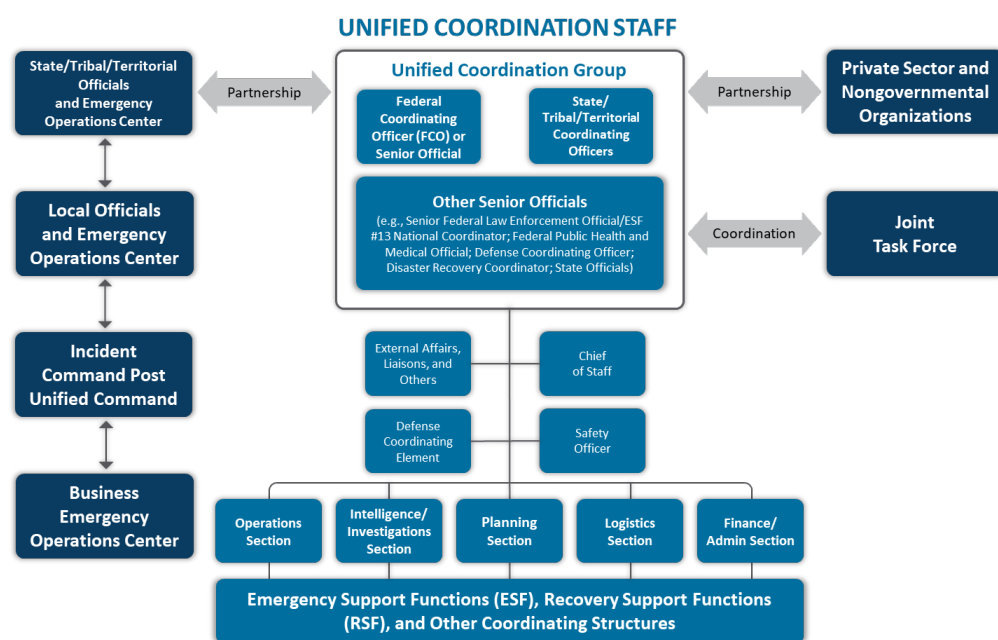 UNIFIED COORDINATION STAFF
State/Tribal/Territorial
Officials
and Emergency
Operations Center
Partnership
Unified Coordination Group
Federal
Coordinating
Officer (FCO) or
Senior Official
State/
Tribal/Territorial
Coordinating
Officers
Partnership
Private Sector and
Nongovernmental
Organizations
Local Officials
and Emergency
Operations Center
Other Senior Officials
(e.g., Senior Federal Law Enforcement Official/ESF
#13 National Coordinator; Federal Public Health and
Medical Official; Defense Coordinating Officer;
Disaster Recovery Coordinator; State Officials)
Coordination
Joint
Task Force
Incident
Command Post
Unified Command
External Affairs,
Liaisons, and
Others
Chief
of Staff
Defense
Coordinating
Element
Safety
Officer
Business
Emergency
Operations Center
Operations
Section
Intelligence/
Investigations
Section
Planning
Section
Logistics
Section
Finance/
Admin Section
Emergency Support Functions (ESF), Recovery Support Functions
(RSF), and Other Coordinating Structures